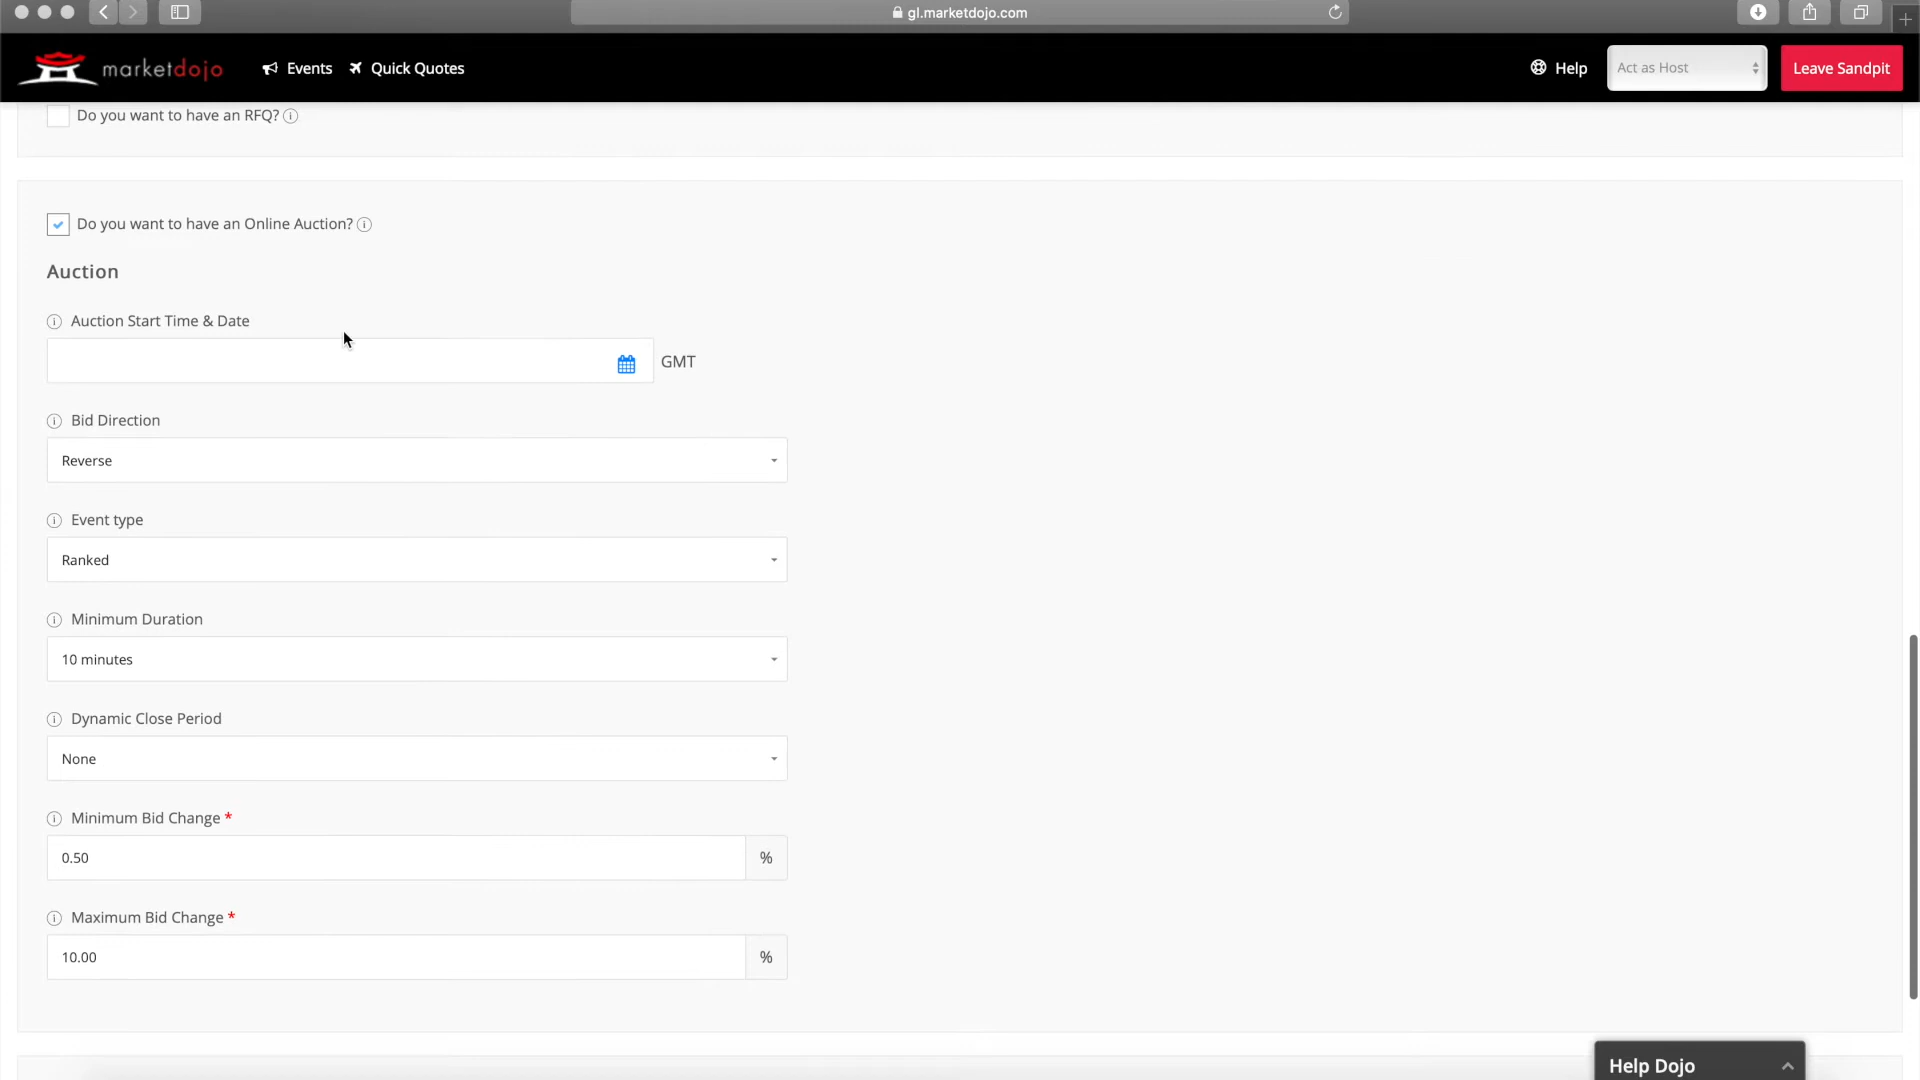 gl.marketdojo.com
marketdojo Events Quick Quotes Help Act as Host Leave Sandpit
Do you want to have an RFQ?
Do you want to have an Online Auction?
Auction
Auction Start Time & Date
GMT
Bid Direction
Reverse
Event type
Ranked
Minimum Duration
10 minutes
Dynamic Close Period
None
Minimum Bid Change *
0.50 %
Maximum Bid Change *
10.00 %
Help Dojo